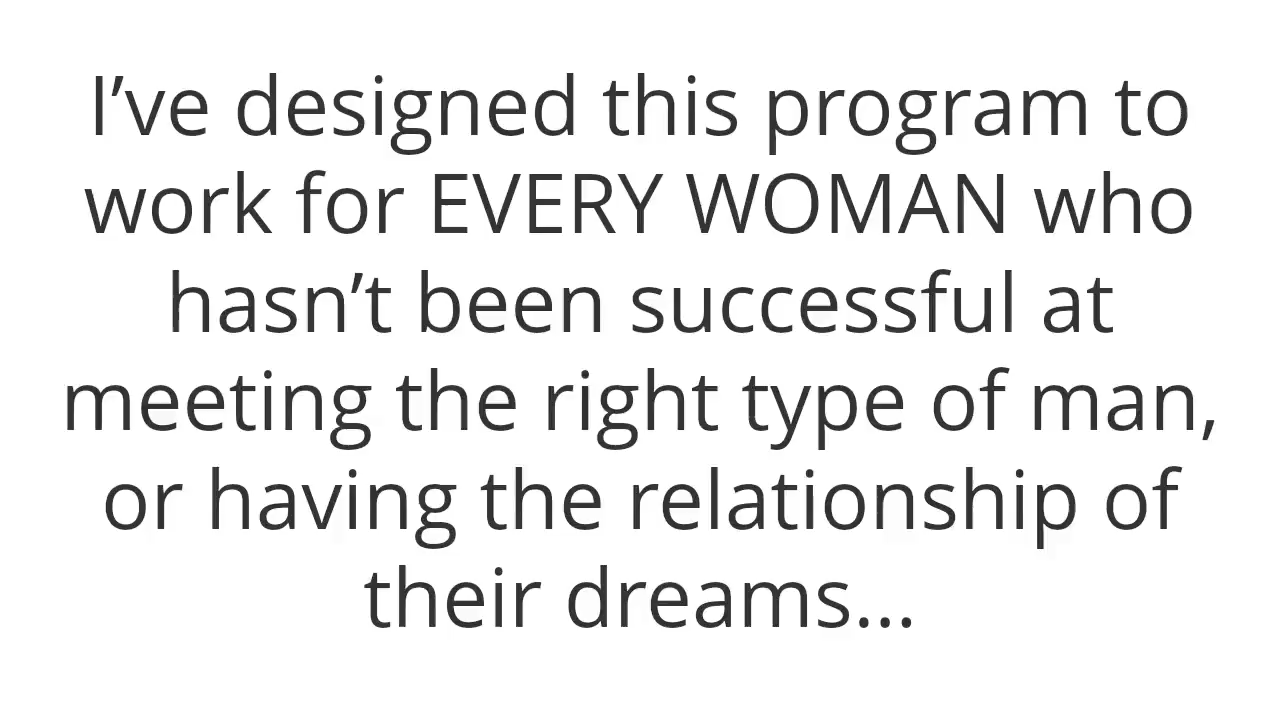 I’ve designed this program to
work for EVERY WOMAN who
hasn’t been successful at
meeting the right type of man,
or having the relationship of
their dreams...